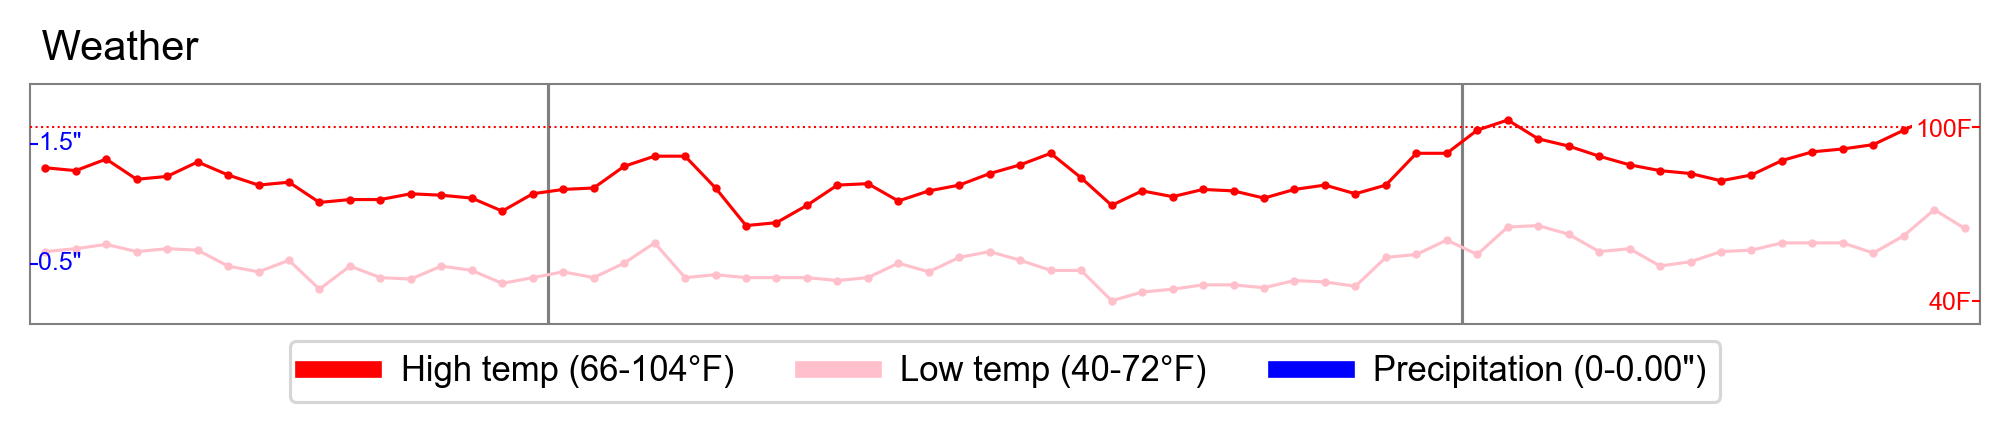 Weather
1.5"
100F
0.5"
40F
High temp (66-104°F) Low temp (40-72°F) Precipitation (0-0.00")